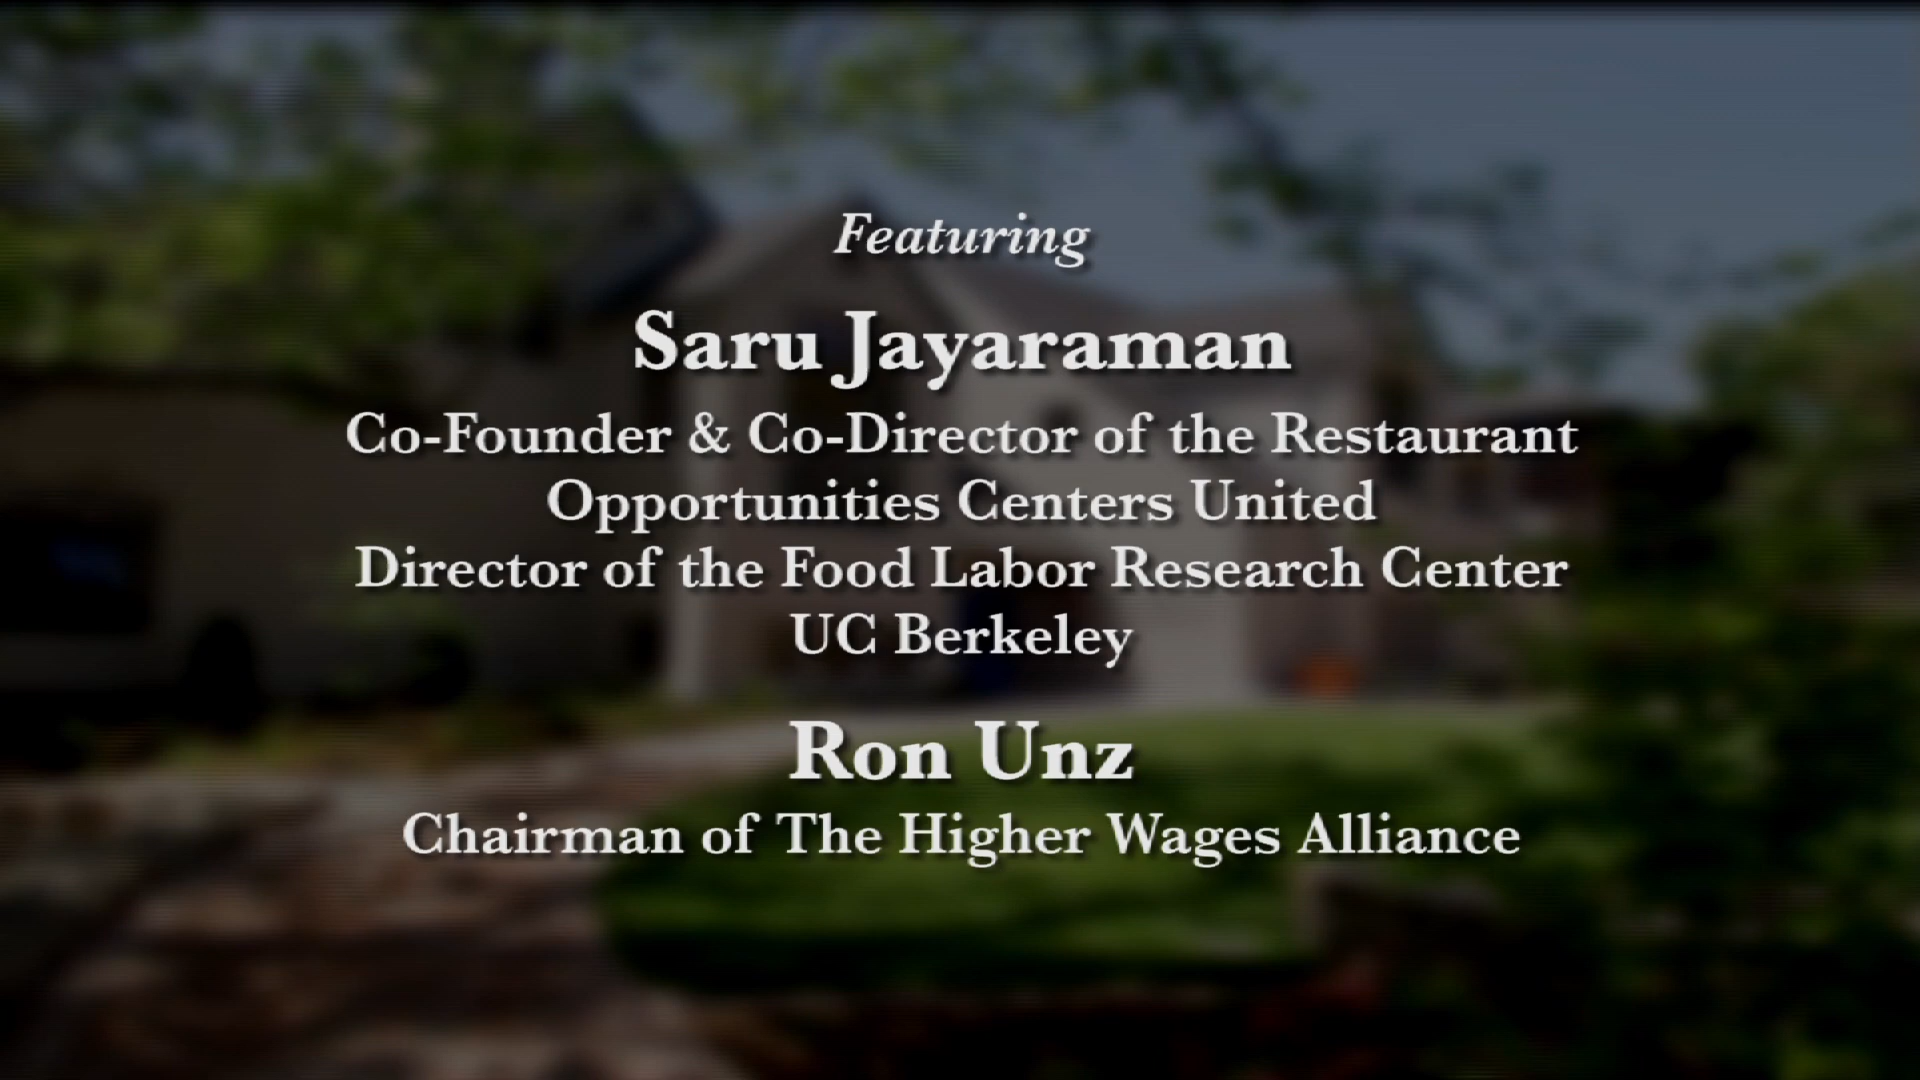 Featuring
Saru Jayaraman
Co-Founder & Co-Director of the Restaurant
Opportunities Centers United
Director of the Food Labor Research Center
UC Berkeley
Ron Unz
Chairman of The Higher Wages Alliance